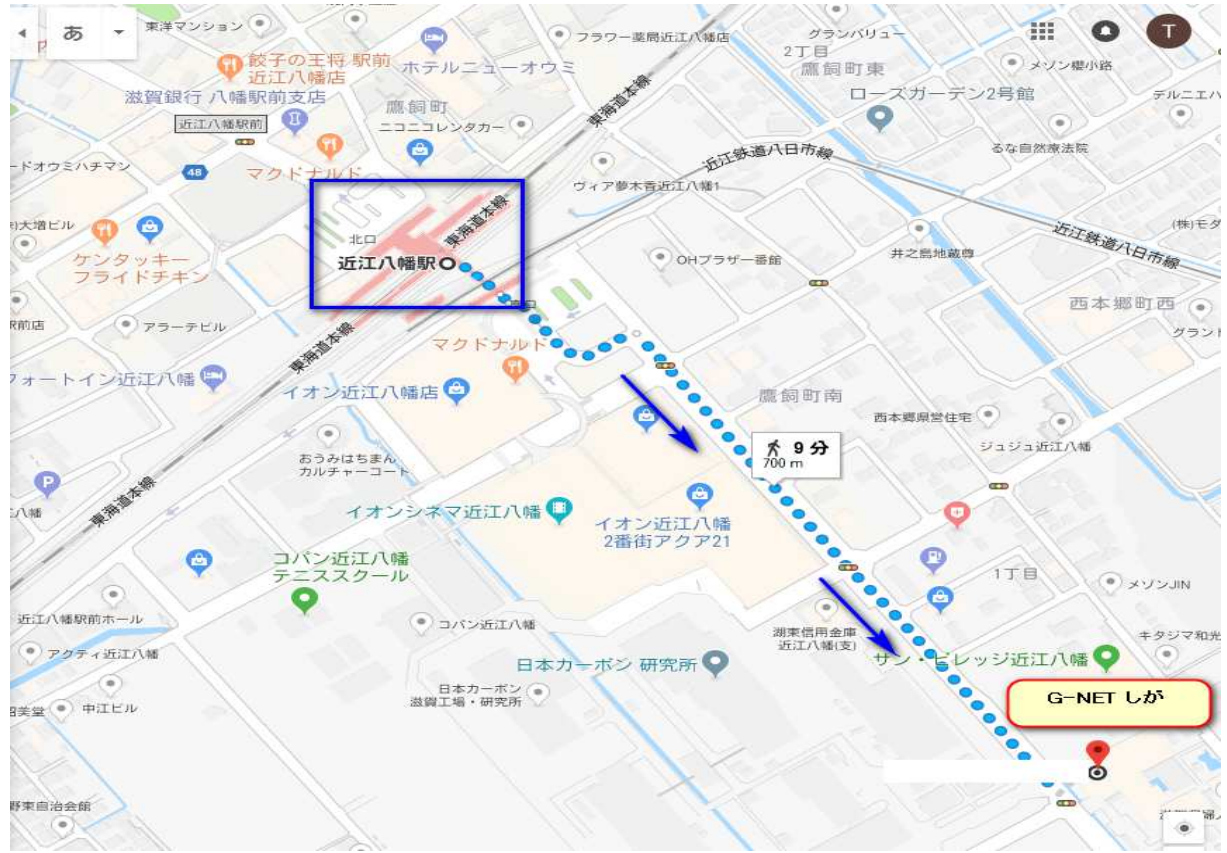 あ
東洋マンション
フラワー薬局近江八幡店
グランバリュー
T
餃子の王将 駅前
近江八幡店
ホテルニューオウミ
2丁目
鷹飼町東
メゾン櫻小路
滋賀銀行 八幡駅前支店
鷹飼町
東海道本線
ローズガーデン2号館
デルニエハ
近江八幡駅前
ニコニコレンタカー
近江鉄道八日市線
るな自然療法院
ードオウミハチマン
48
マクドナルド
ヴィア夢木香近江八幡1
大増ビル
北口
東海道本線
近江八幡駅
OHプラザー番館
井之島地蔵尊
近江鉄道八日市線
(株)モダ
ケンタッキー
フライドチキン
西本郷町西
アラーテビル
東海道本線
マクドナルド
グラント
フォートイン近江八幡
イオン近江八幡店
鷹飼町南
西本郷県営住宅
おうみはちまん
カルチャーコート
9 分
700 m
ジュジュ近江八幡
P
東海道本線
イオンシネマ近江八幡
イオン近江八幡
2番街アクア21
コパン近江八幡
テニススクール
1丁目
メゾンJIN
近江八幡駅前ホール
コパン近江八幡
湖東信用金庫
近江八幡(支)
キタジマ和光
アクティ近江八幡
日本カーボン 研究所
サン・ビレッジ近江八幡
日本カーボン
滋賀工場・研究所
中江ビル
G-NET しが
野東自治会館